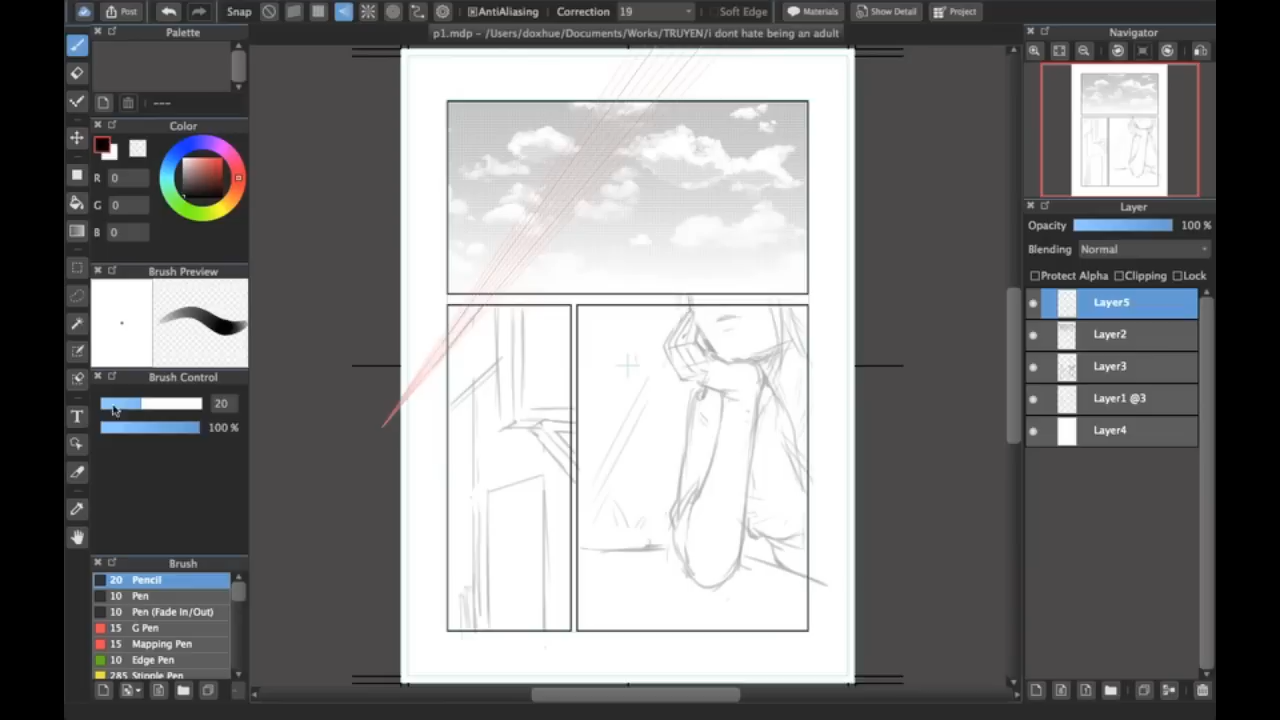 Post Snap AntiAliasing Correction 19 Soft Edge Materials Show Detail Project
p1.mdp - /Users/doxhue/Documents/Works/TRUYEN/i dont hate being an adult
Palette
---
Color
R 0
G 0
B 0
Brush Preview
Brush Control
20
100 %
Brush
20 Pencil
10 Pen
10 Pen (Fade In/Out)
15 G Pen
15 Mapping Pen
10 Edge Pen
285 Stipple Pen
T
Navigator
Layer
Opacity 100 %
Blending Normal
Protect Alpha Clipping Lock
Layer5
Layer2
Layer3
Layer1 @3
Layer4